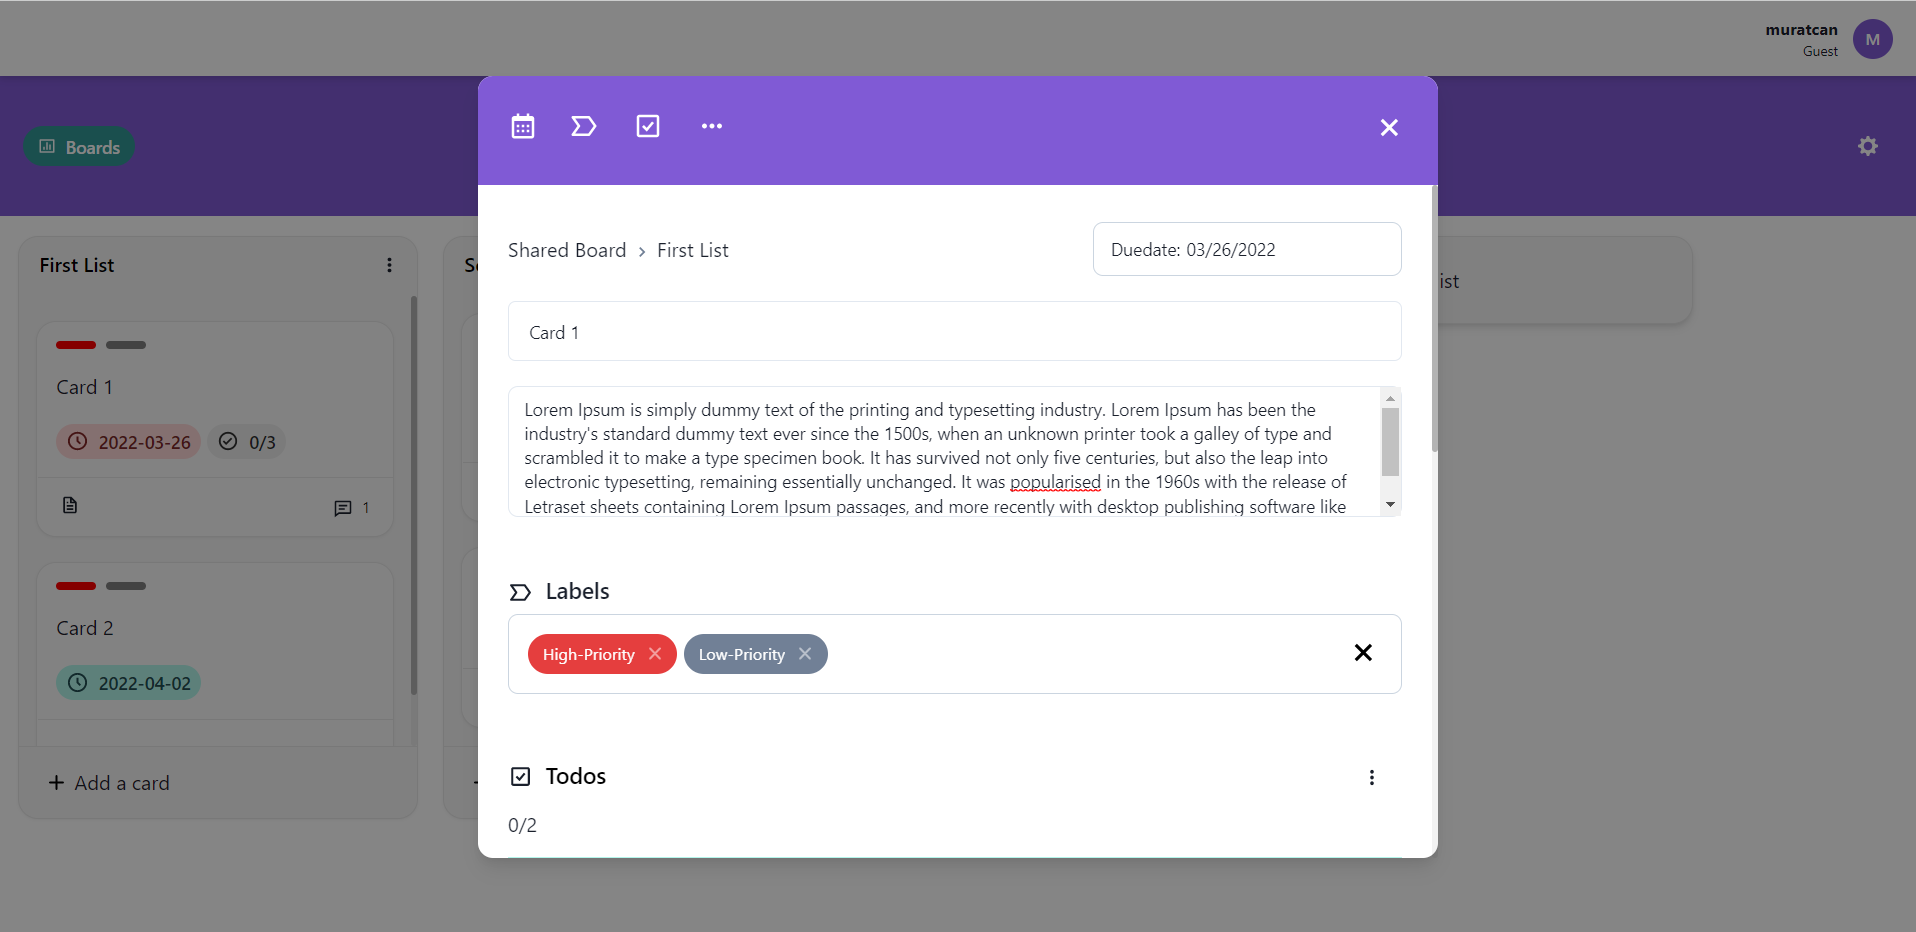 muratcan
Guest
M
Boards
First List
Card 1
2022-03-26
0/3
1
Card 2
2022-04-02
Add a card
ist
Shared Board > First List
Duedate: 03/26/2022
Card 1
Lorem Ipsum is simply dummy text of the printing and typesetting industry. Lorem Ipsum has been the
industry's standard dummy text ever since the 1500s, when an unknown printer took a galley of type and
scrambled it to make a type specimen book. It has survived not only five centuries, but also the leap into
electronic typesetting, remaining essentially unchanged. It was popularised in the 1960s with the release of
Letraset sheets containing Lorem Ipsum passages, and more recently with desktop publishing software like
Labels
High-Priority
Low-Priority
Todos
0/2